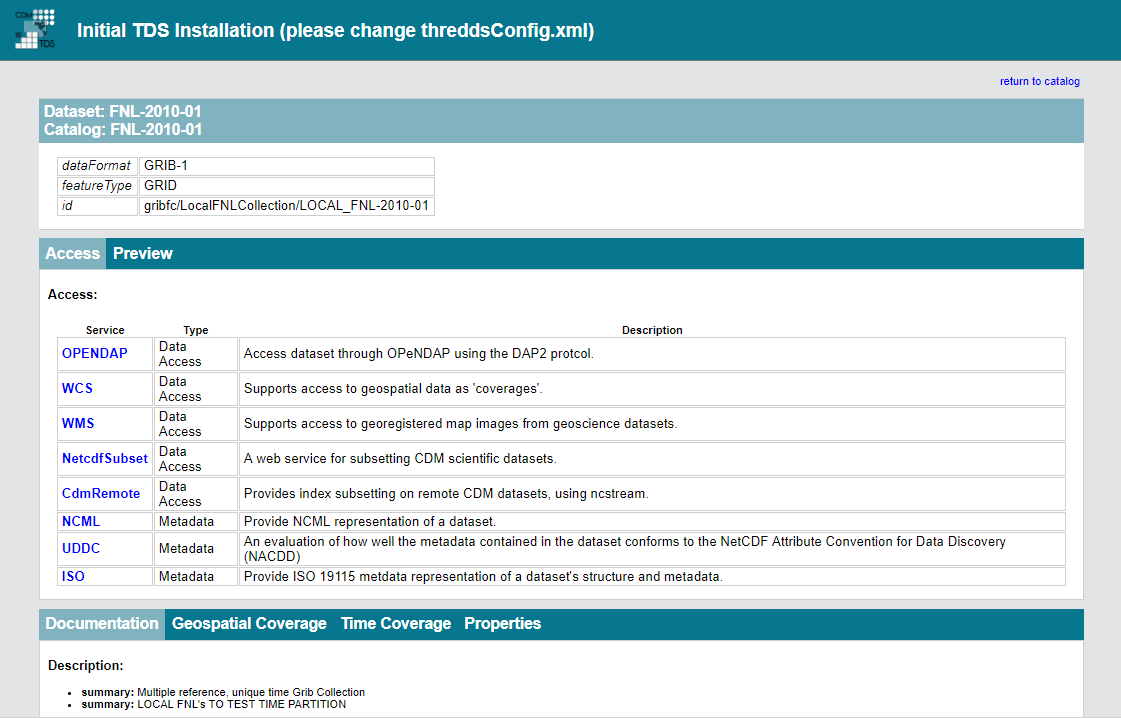 CDM
TDS
Initial TDS Installation (please change threddsConfig.xml)
return to catalog
Dataset: FNL-2010-01
Catalog: FNL-2010-01
dataFormat GRIB-1
featureType GRID
id gribfc/LocalFNLCollection/LOCAL_FNL-2010-01
Access Preview
Access:
Service Type Description
OPENDAP Data Access Access dataset through OPeNDAP using the DAP2 protcol.
WCS Data Access Supports access to geospatial data as 'coverages'.
WMS Data Access Supports access to georegistered map images from geoscience datasets.
NetcdfSubset Data Access A web service for subsetting CDM scientific datasets.
CdmRemote Data Access Provides index subsetting on remote CDM datasets, using ncstream.
NCML Metadata Provide NCML representation of a dataset.
UDDC Metadata An evaluation of how well the metadata contained in the dataset conforms to the NetCDF Attribute Convention for Data Discovery
(NACDD)
ISO Metadata Provide ISO 19115 metdata representation of a dataset's structure and metadata.
Documentation Geospatial Coverage Time Coverage Properties
Description:
• summary: Multiple reference, unique time Grib Collection
• summary: LOCAL FNL's TO TEST TIME PARTITION